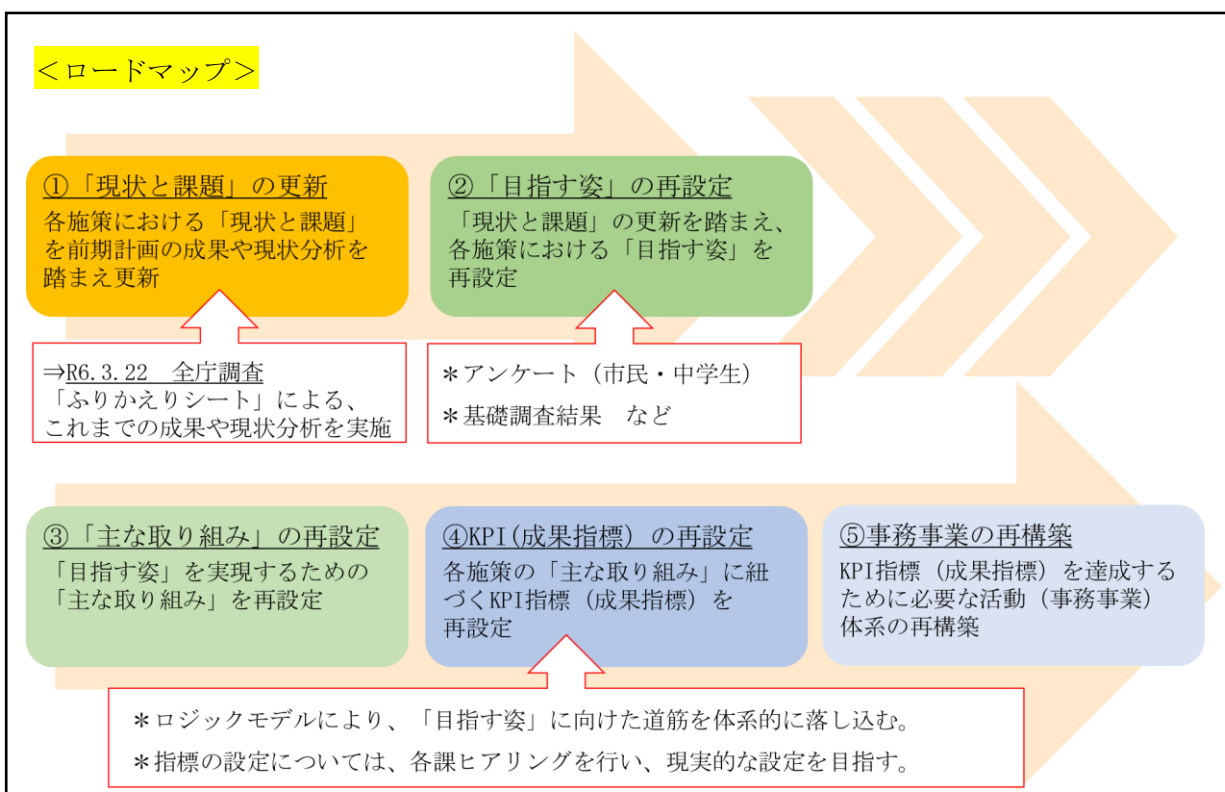 ＜ロードマップ＞
①「現状と課題」の更新
各施策における「現状と課題」
を前期計画の成果や現状分析を
踏まえ更新
②「目指す姿」の再設定
「現状と課題」の更新を踏まえ、
各施策における「目指す姿」を
再設定
⇒R6.3.22　全庁調査
「ふりかえりシート」による、
これまでの成果や現状分析を実施
＊アンケート（市民・中学生）
＊基礎調査結果　など
③「主な取り組み」の再設定
「目指す姿」を実現するための
「主な取り組み」を再設定
④KPI(成果指標）の再設定
各施策の「主な取り組み」に紐
づくKPI指標（成果指標）を
再設定
⑤事務事業の再構築
KPI指標（成果指標）を達成する
ために必要な活動（事務事業）
体系の再構築
＊ロジックモデルにより、「目指す姿」に向けた道筋を体系的に落し込む。
＊指標の設定については、各課ヒアリングを行い、現実的な設定を目指す。